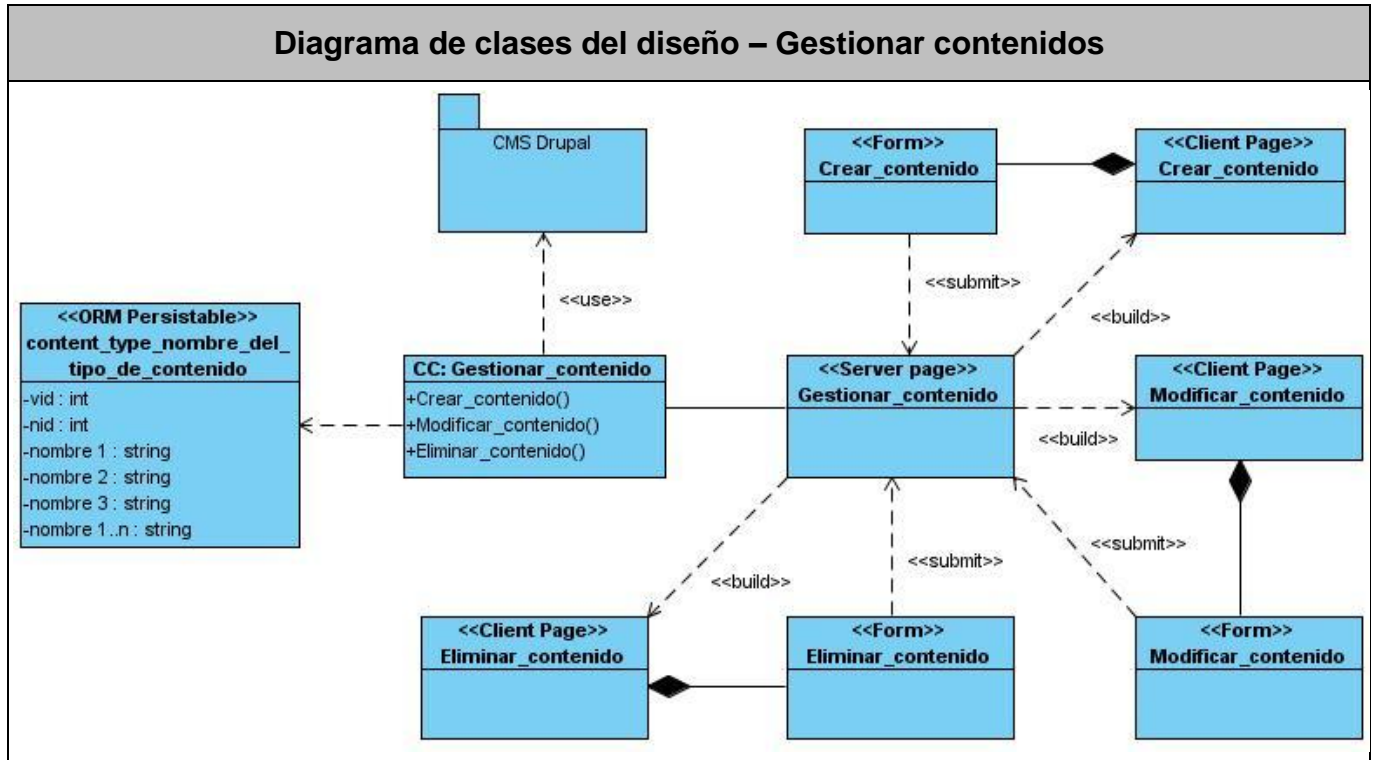 Diagrama de clases del diseño – Gestionar contenidos
CMS Drupal
<<Form>>
Crear_contenido
<<Client Page>>
Crear_contenido
<<use>>
<<submit>>
<<build>>
<<ORM Persistable>>
content_type_nombre_del_
tipo_de_contenido
-vid : int
-nid : int
-nombre 1 : string
-nombre 2 : string
-nombre 3 : string
-nombre 1..n : string
CC: Gestionar_contenido
+Crear_contenido()
+Modificar_contenido()
+Eliminar_contenido()
<<Server page>>
Gestionar_contenido
<<Client Page>>
Modificar_contenido
<<build>>
<<build>>
<<submit>>
<<submit>>
<<Client Page>>
Eliminar_contenido
<<Form>>
Eliminar_contenido
<<Form>>
Modificar_contenido